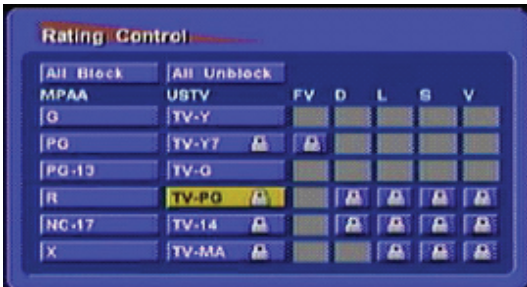 Rating Control
All Block All Unblock
MPAA USTV FV D L S V
G TV-Y
PG TV-Y7
PG-13 TV-G
R TV-PG
NC-17 TV-14
X TV-MA